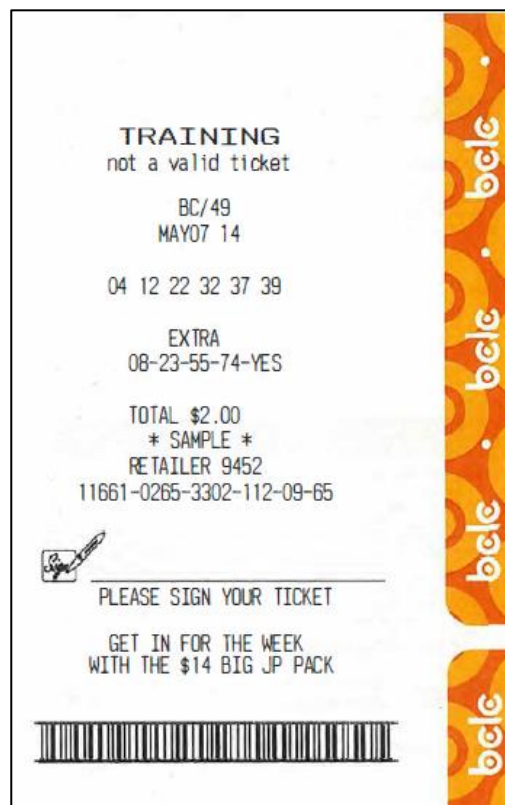 TRAINING
not a valid ticket
BC/49
MAY07 14
04 12 22 32 37 39
EXTRA
08-23-55-74-YES
TOTAL $2.00
* SAMPLE *
RETAILER 9452
11661-0265-3302-112-09-65
Sign
PLEASE SIGN YOUR TICKET
GET IN FOR THE WEEK
WITH THE $14 BIG JP PACK
bclc
bclc
bclc
bclc